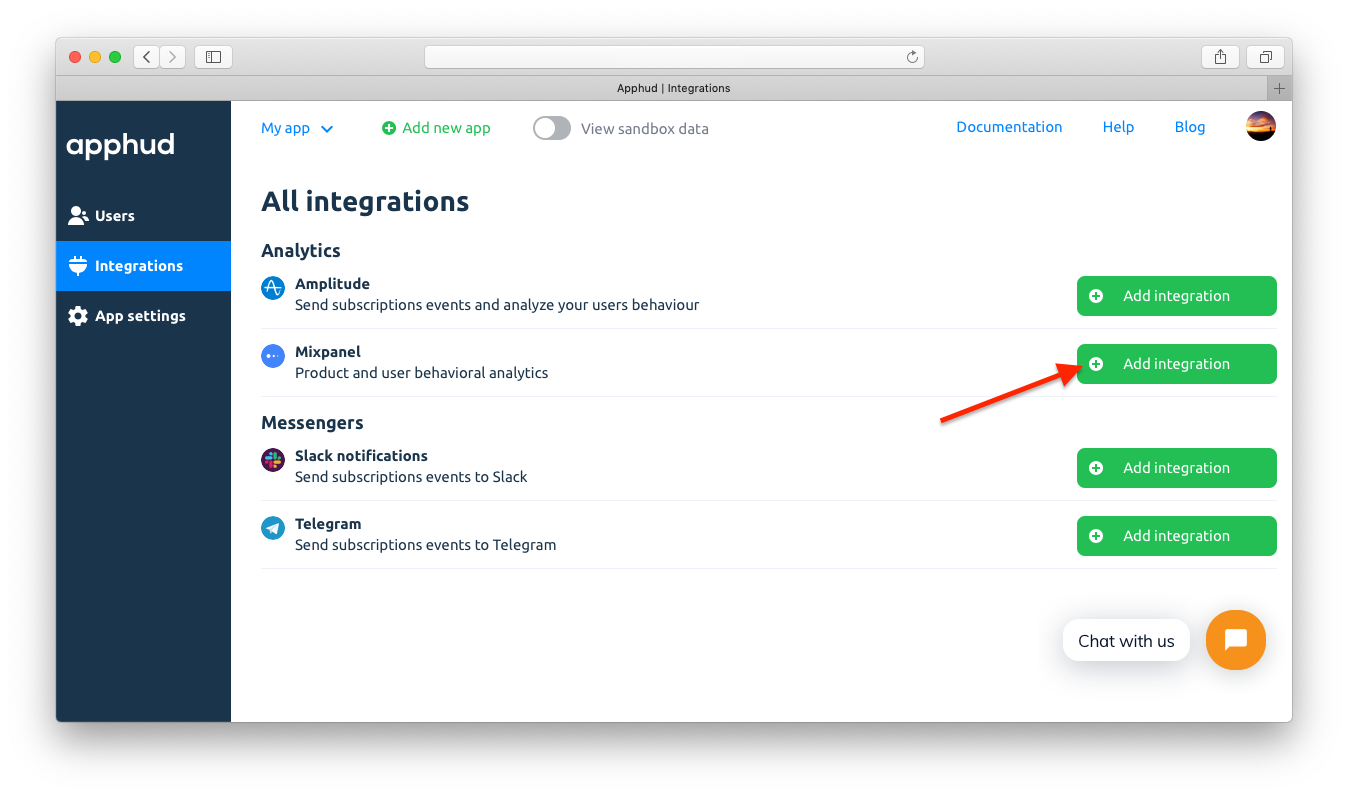 Apphud | Integrations
apphud
My app
Add new app
View sandbox data
Documentation
Help
Blog
Users
Integrations
App settings
All integrations
Analytics
Amplitude
Send subscriptions events and analyze your users behaviour
Add integration
Mixpanel
Product and user behavioral analytics
Add integration
Messengers
Slack notifications
Send subscriptions events to Slack
Add integration
Telegram
Send subscriptions events to Telegram
Add integration
Chat with us